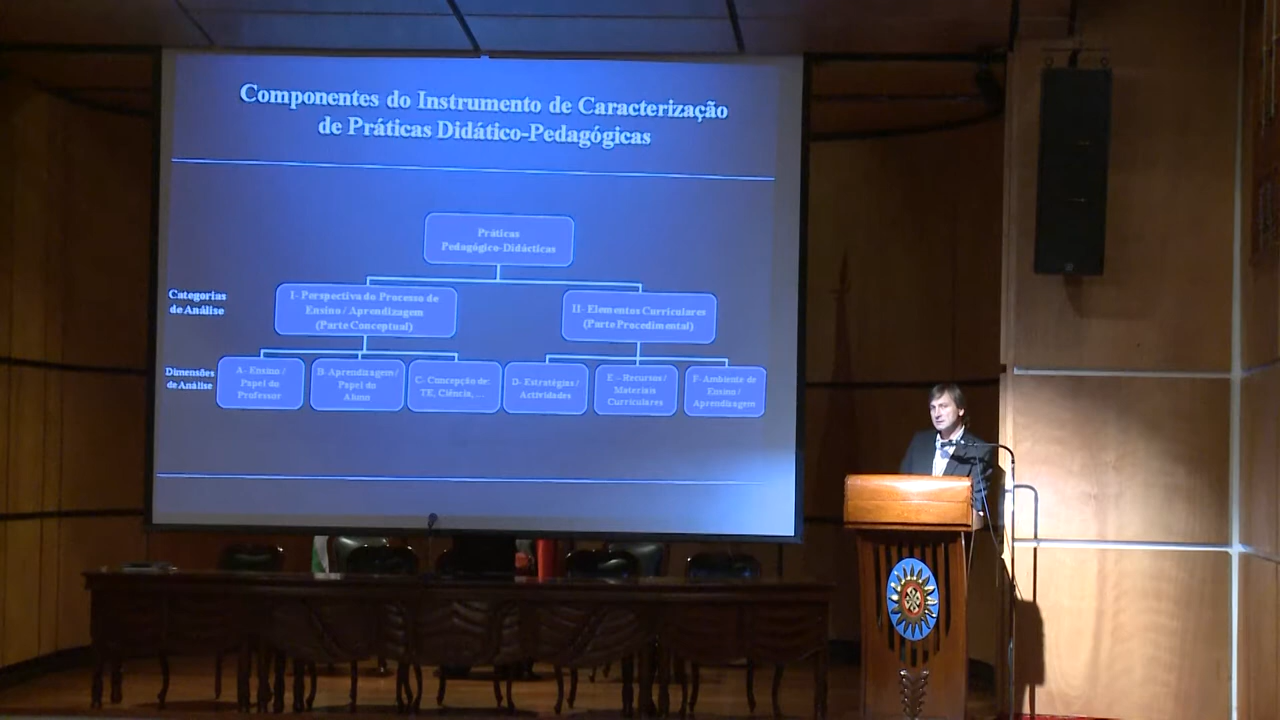 Componentes do Instrumento de Caracterização
de Práticas Didático-Pedagógicas
Práticas
Pedagógico-Didácticas
Categorias
de Análise
I- Perspectiva do Processo de
Ensino / Aprendizagem
(Parte Conceptual)
II- Elementos Curriculares
(Parte Procedimental)
Dimensões
de Análise
A- Ensino /
Papel do
Professor
B- Aprendizagem /
Papel do
Aluno
C- Concepção de:
TE, Ciência, ...
D- Estratégias /
Actividades
E – Recursos /
Materiais
Curriculares
F- Ambiente de
Ensino /
Aprendizagem